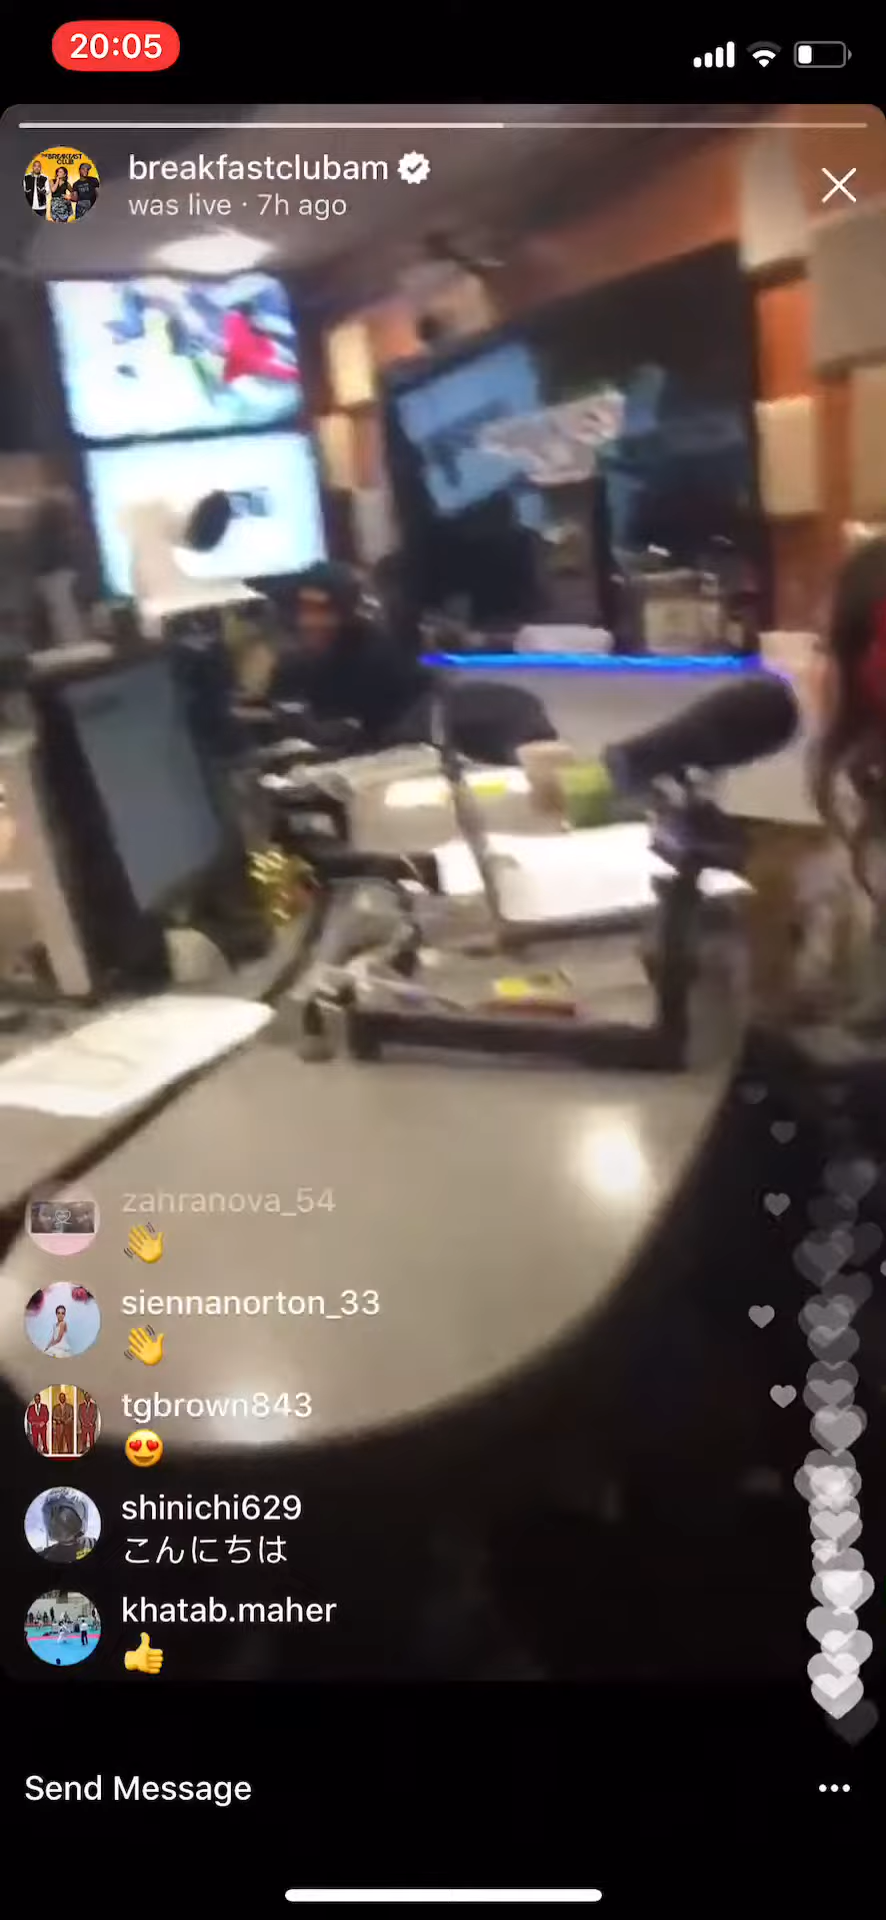 20:05
breakfastclubam
was live · 7h ago
zahranova_54
👋
siennanorton_33
👋
tgbrown843
😍
shinichi629
こんにちは
khatab.maher
👍
Send Message